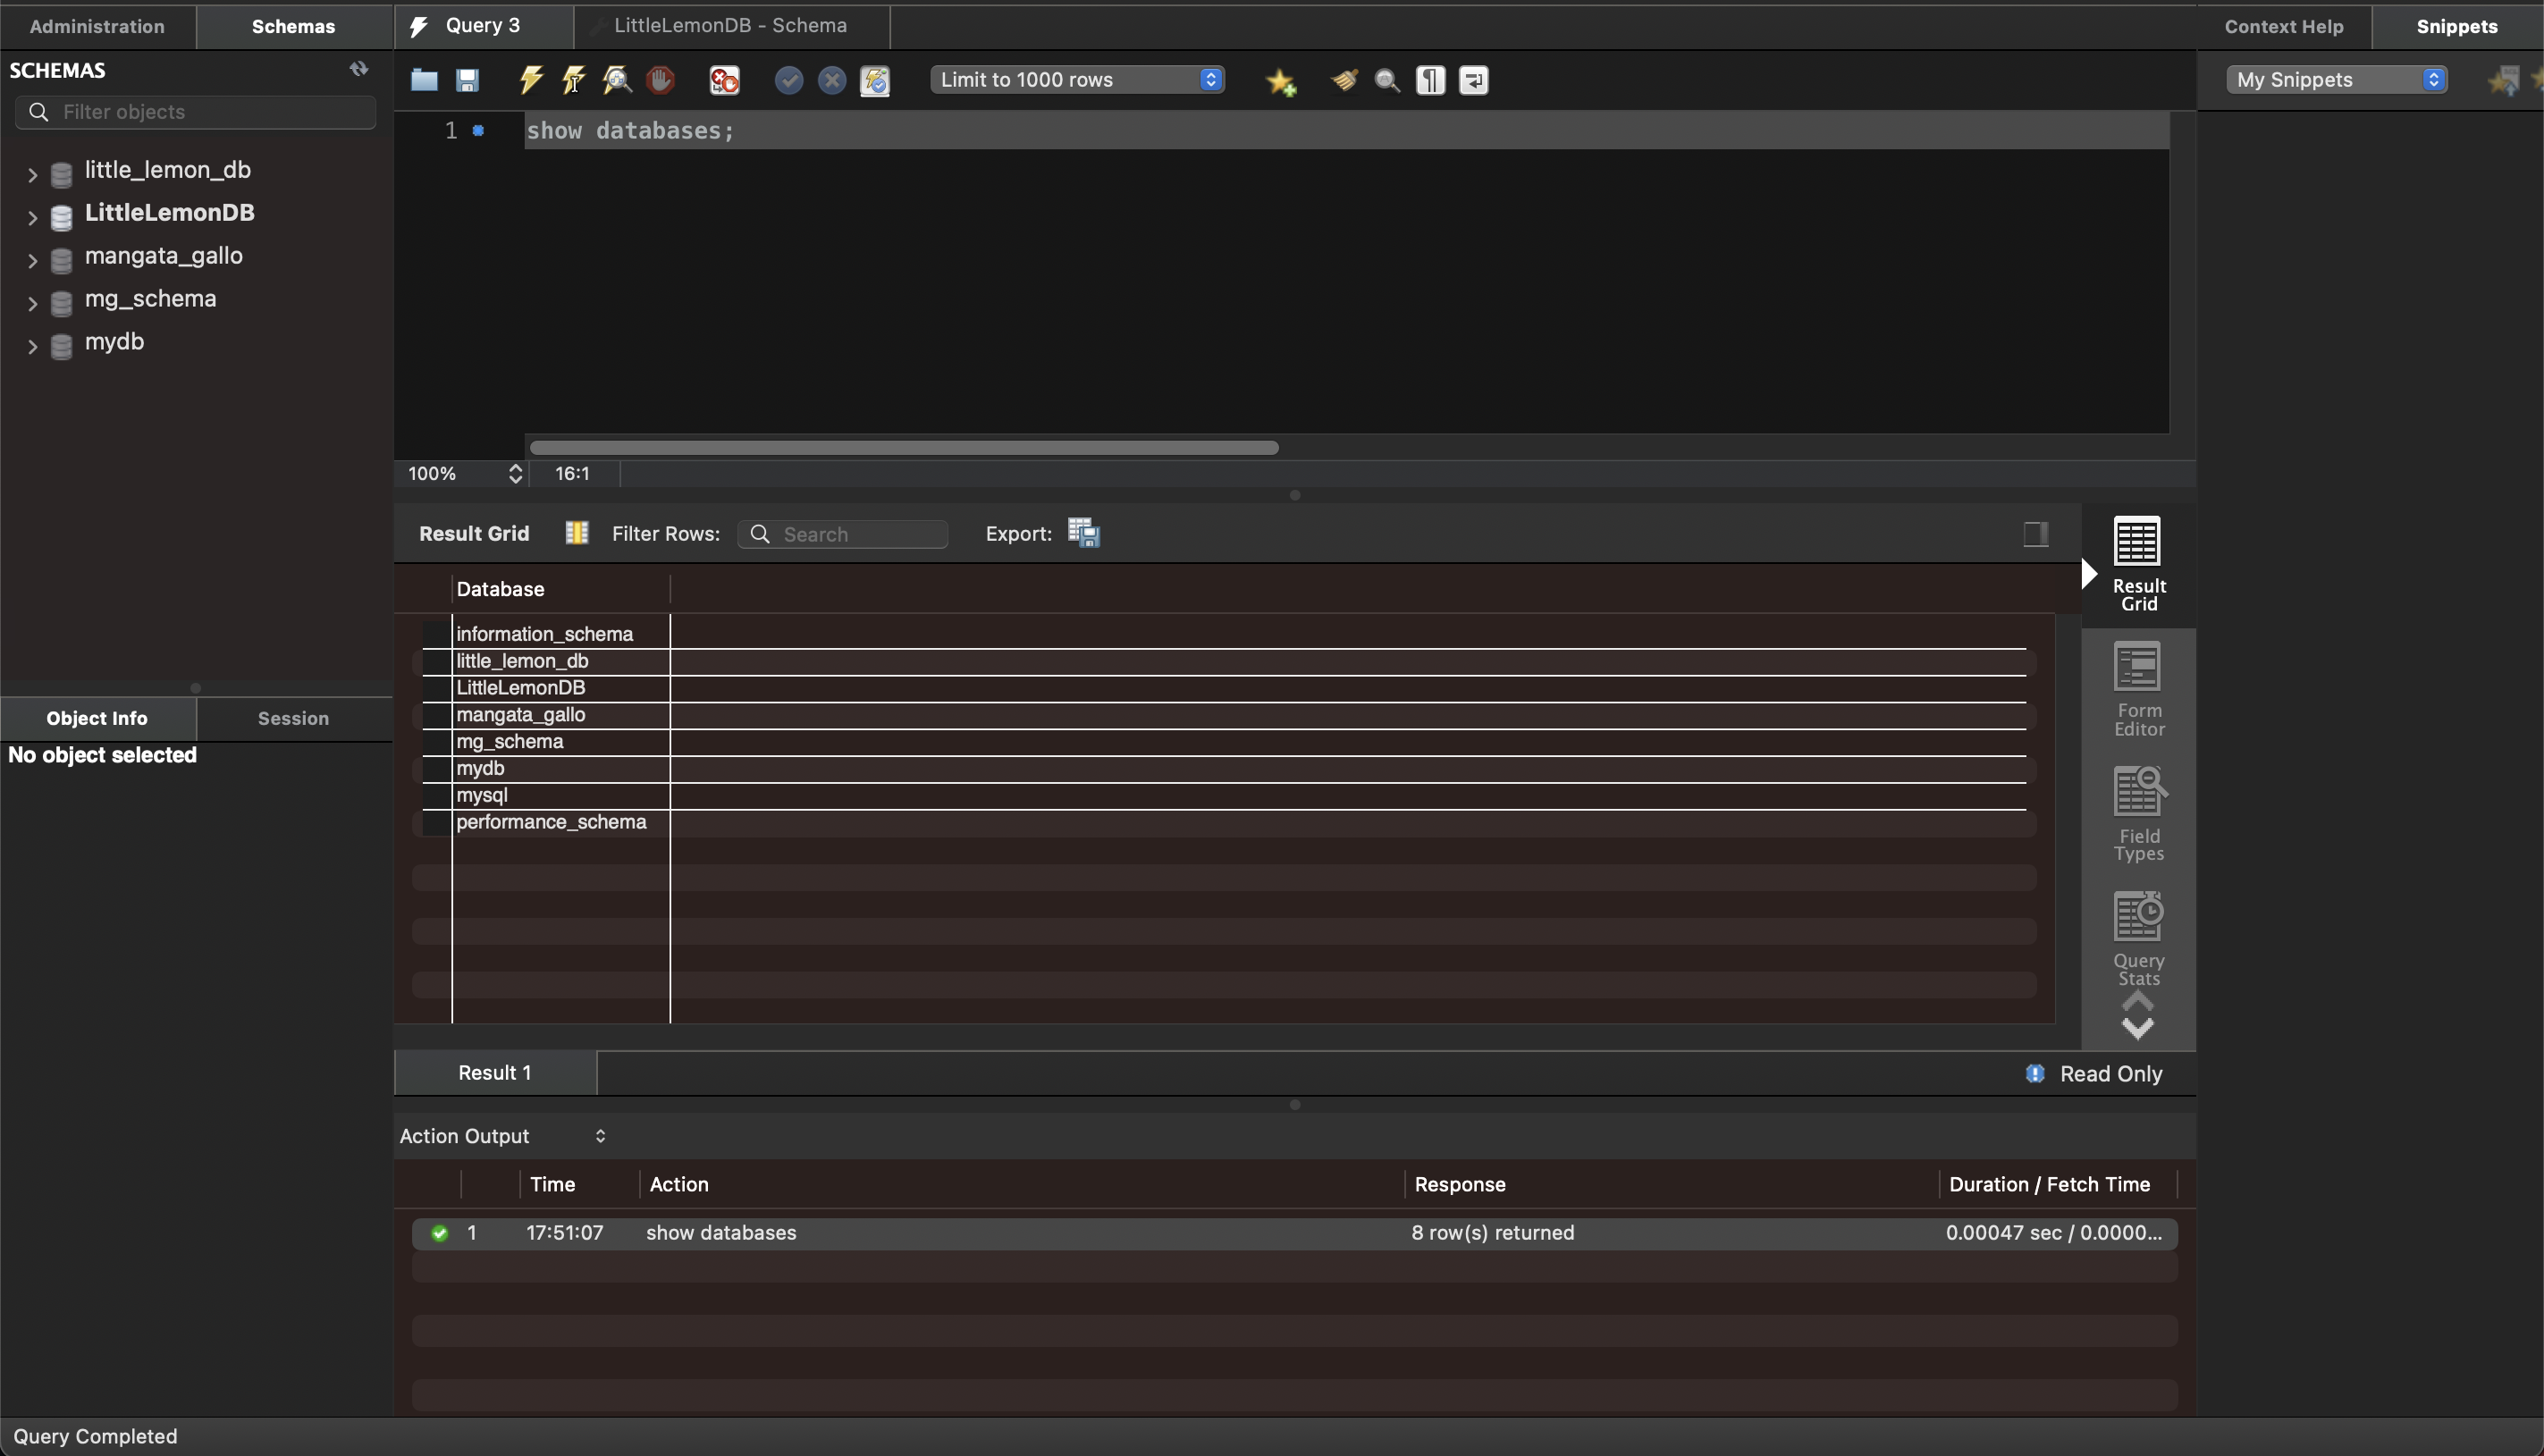 Administration
Schemas
Query 3
LittleLemonDB - Schema
Context Help
Snippets
SCHEMAS
Limit to 1000 rows
My Snippets
Filter objects
1
show databases;
little_lemon_db
LittleLemonDB
mangata_gallo
mg_schema
mydb
100%
16:1
Result Grid
Filter Rows:
Search
Export:
Result
Grid
Database
information_schema
little_lemon_db
LittleLemonDB
mangata_gallo
mg_schema
mydb
mysql
performance_schema
Form
Editor
Field
Types
Query
Stats
Object Info
Session
No object selected
Result 1
Read Only
Action Output
Time
Action
Response
Duration / Fetch Time
1
17:51:07
show databases
8 row(s) returned
0.00047 sec / 0.0000...
Query Completed